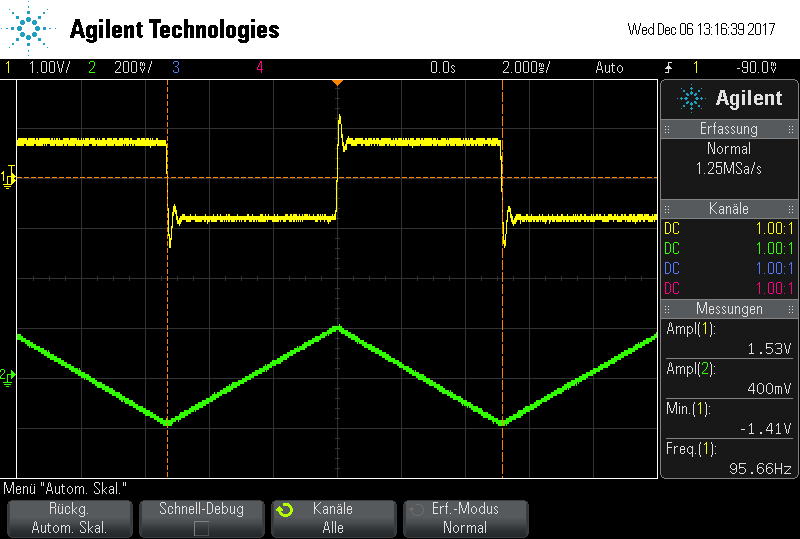 Agilent Technologies
Wed Dec 06 13:16:39 2017
1 1.00V/ 2 200mV/ 3 4 0.0s 2.000ms/ Auto 1 -90.0mV
Agilent
Erfassung
Normal
1.25MSa/s
Kanäle
DC 1.00:1
DC 1.00:1
DC 1.00:1
DC 1.00:1
Messungen
Ampl(1):
1.53V
Ampl(2):
400mV
Min.(1):
-1.41V
Freq.(1):
95.66Hz
T
1
2
Menü "Autom. Skal."
Rückg.
Autom. Skal.
Schnell-Debug
Kanäle
Alle
Erf.-Modus
Normal